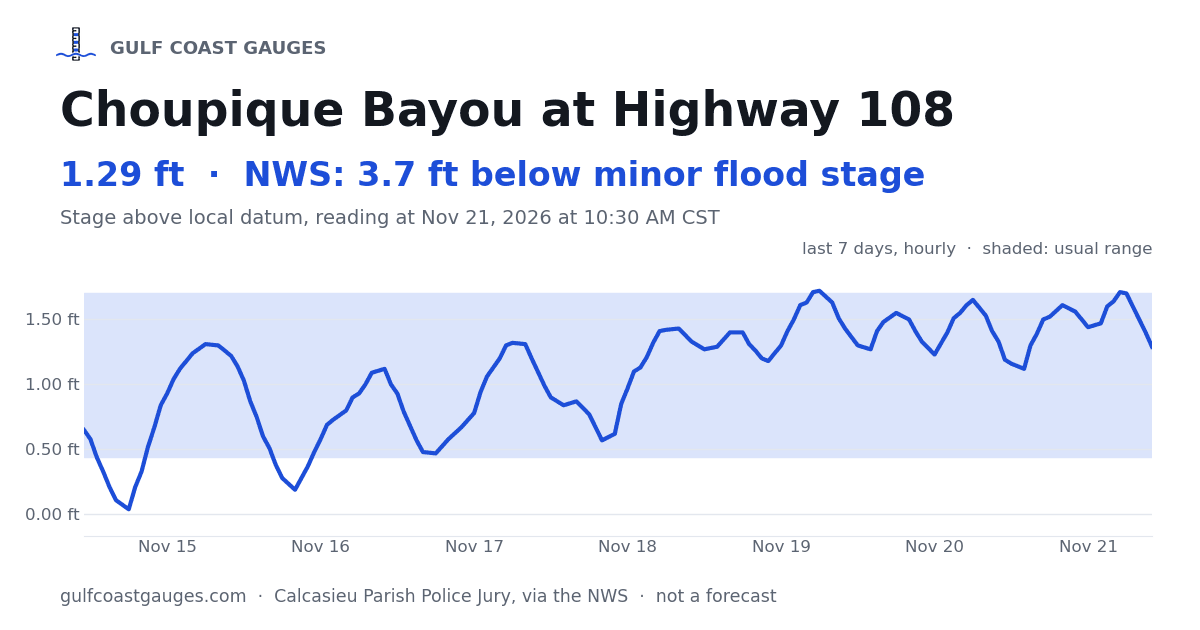 GULF COAST GAUGES
Choupique Bayou at Highway 108
1.29 ft · NWS: 3.7 ft below minor flood stage
Stage above local datum, reading at Nov 21, 2026 at 10:30 AM CST
last 7 days, hourly · shaded: usual range
1.50 ft
1.00 ft
0.50 ft
0.00 ft
Nov 15 Nov 16 Nov 17 Nov 18 Nov 19 Nov 20 Nov 21
gulfcoastgauges.com · Calcasieu Parish Police Jury, via the NWS · not a forecast